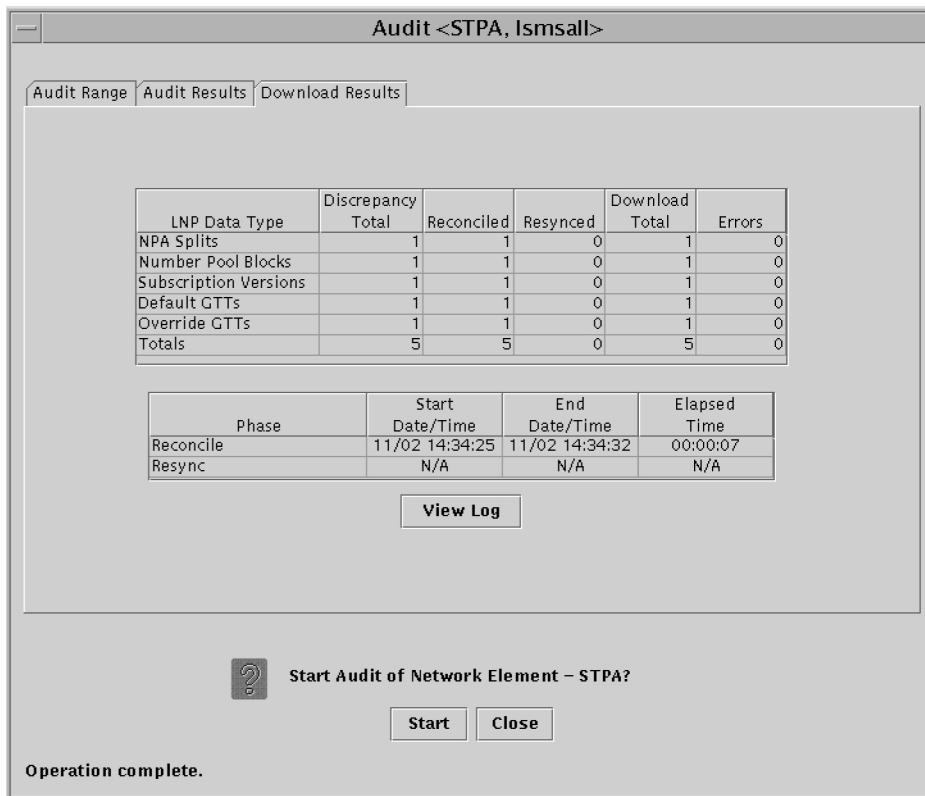 Audit <STPA, lsmsall>
Audit Range Audit Results Download Results
LNP Data Type Discrepancy Total Reconciled Resynced Download Total Errors
NPA Splits 1 1 0 1 0
Number Pool Blocks 1 1 0 1 0
Subscription Versions 1 1 0 1 0
Default GTTs 1 1 0 1 0
Override GTTs 1 1 0 1 0
Totals 5 5 0 5 0
Phase Start Date/Time End Date/Time Elapsed Time
Reconcile 11/02 14:34:25 11/02 14:34:32 00:00:07
Resync N/A N/A N/A
View Log
? Start Audit of Network Element – STPA?
Start Close
Operation complete.